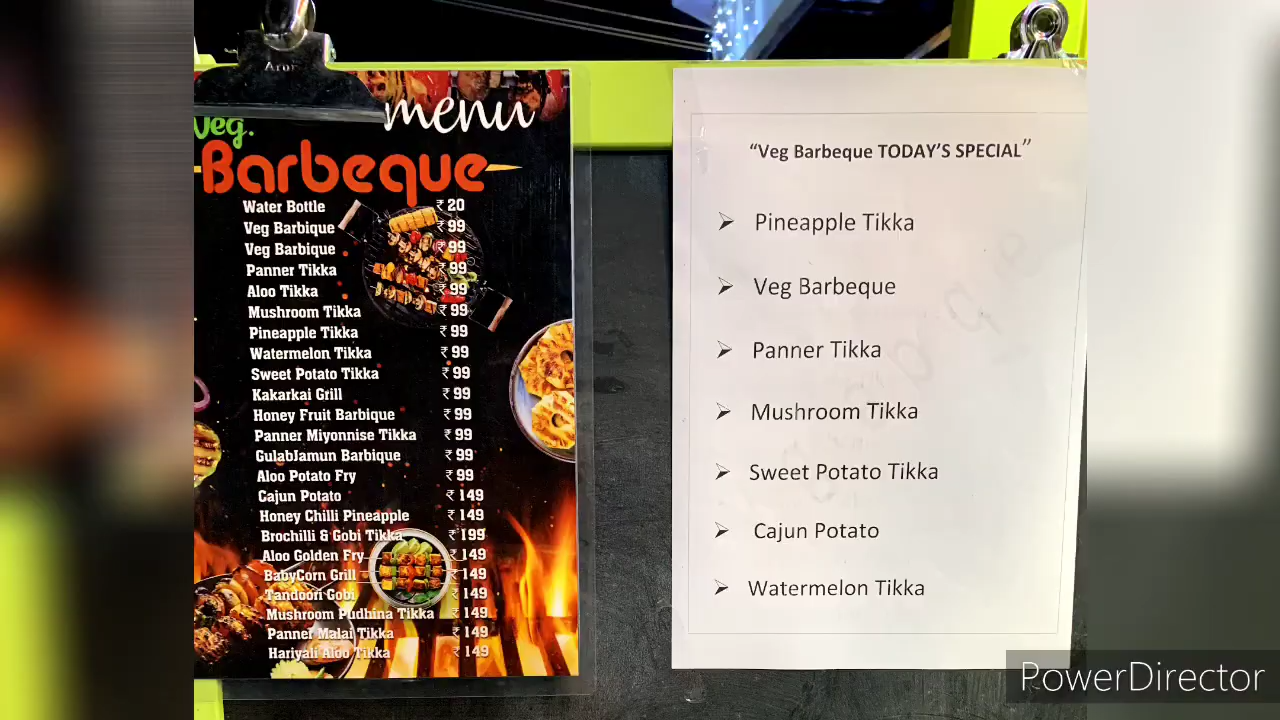 Aror
menu
Veg.
Barbeque
Water Bottle ₹ 20
Veg Barbique ₹ 99
Veg Barbique ₹ 99
Panner Tikka ₹ 99
Aloo Tikka ₹ 99
Mushroom Tikka ₹ 99
Pineapple Tikka ₹ 99
Watermelon Tikka ₹ 99
Sweet Potato Tikka ₹ 99
Kakarkai Grill ₹ 99
Honey Fruit Barbique ₹ 99
Panner Miyonnise Tikka ₹ 99
GulabJamun Barbique ₹ 99
Aloo Potato Fry ₹ 99
Cajun Potato ₹ 149
Honey Chilli Pineapple ₹ 149
Brochilli & Gobi Tikka ₹ 199
Aloo Golden Fry ₹ 149
BabyCorn Grill ₹ 149
Tandoori Gobi ₹ 149
Mushroom Pudhina Tikka ₹ 149
Panner Malai Tikka ₹ 149
Hariyali Aloo Tikka ₹ 149
“Veg Barbeque TODAY’S SPECIAL”
➢ Pineapple Tikka
➢ Veg Barbeque
➢ Panner Tikka
➢ Mushroom Tikka
➢ Sweet Potato Tikka
➢ Cajun Potato
➢ Watermelon Tikka
PowerDirector